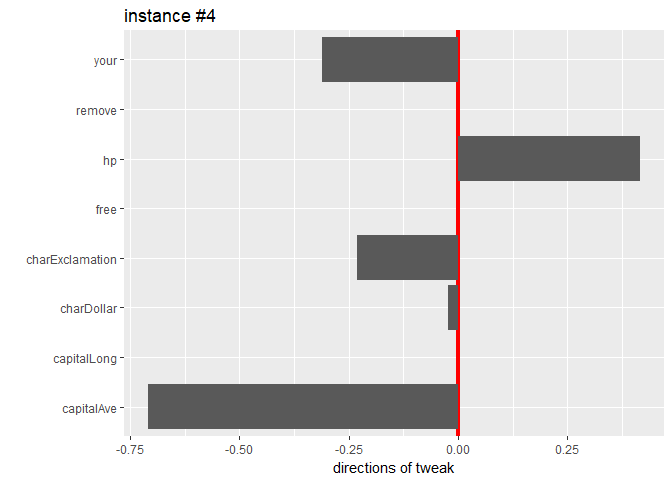 instance #4
your
remove
hp
free
charExclamation
charDollar
capitalLong
capitalAve
-0.75 -0.50 -0.25 0.00 0.25
directions of tweak